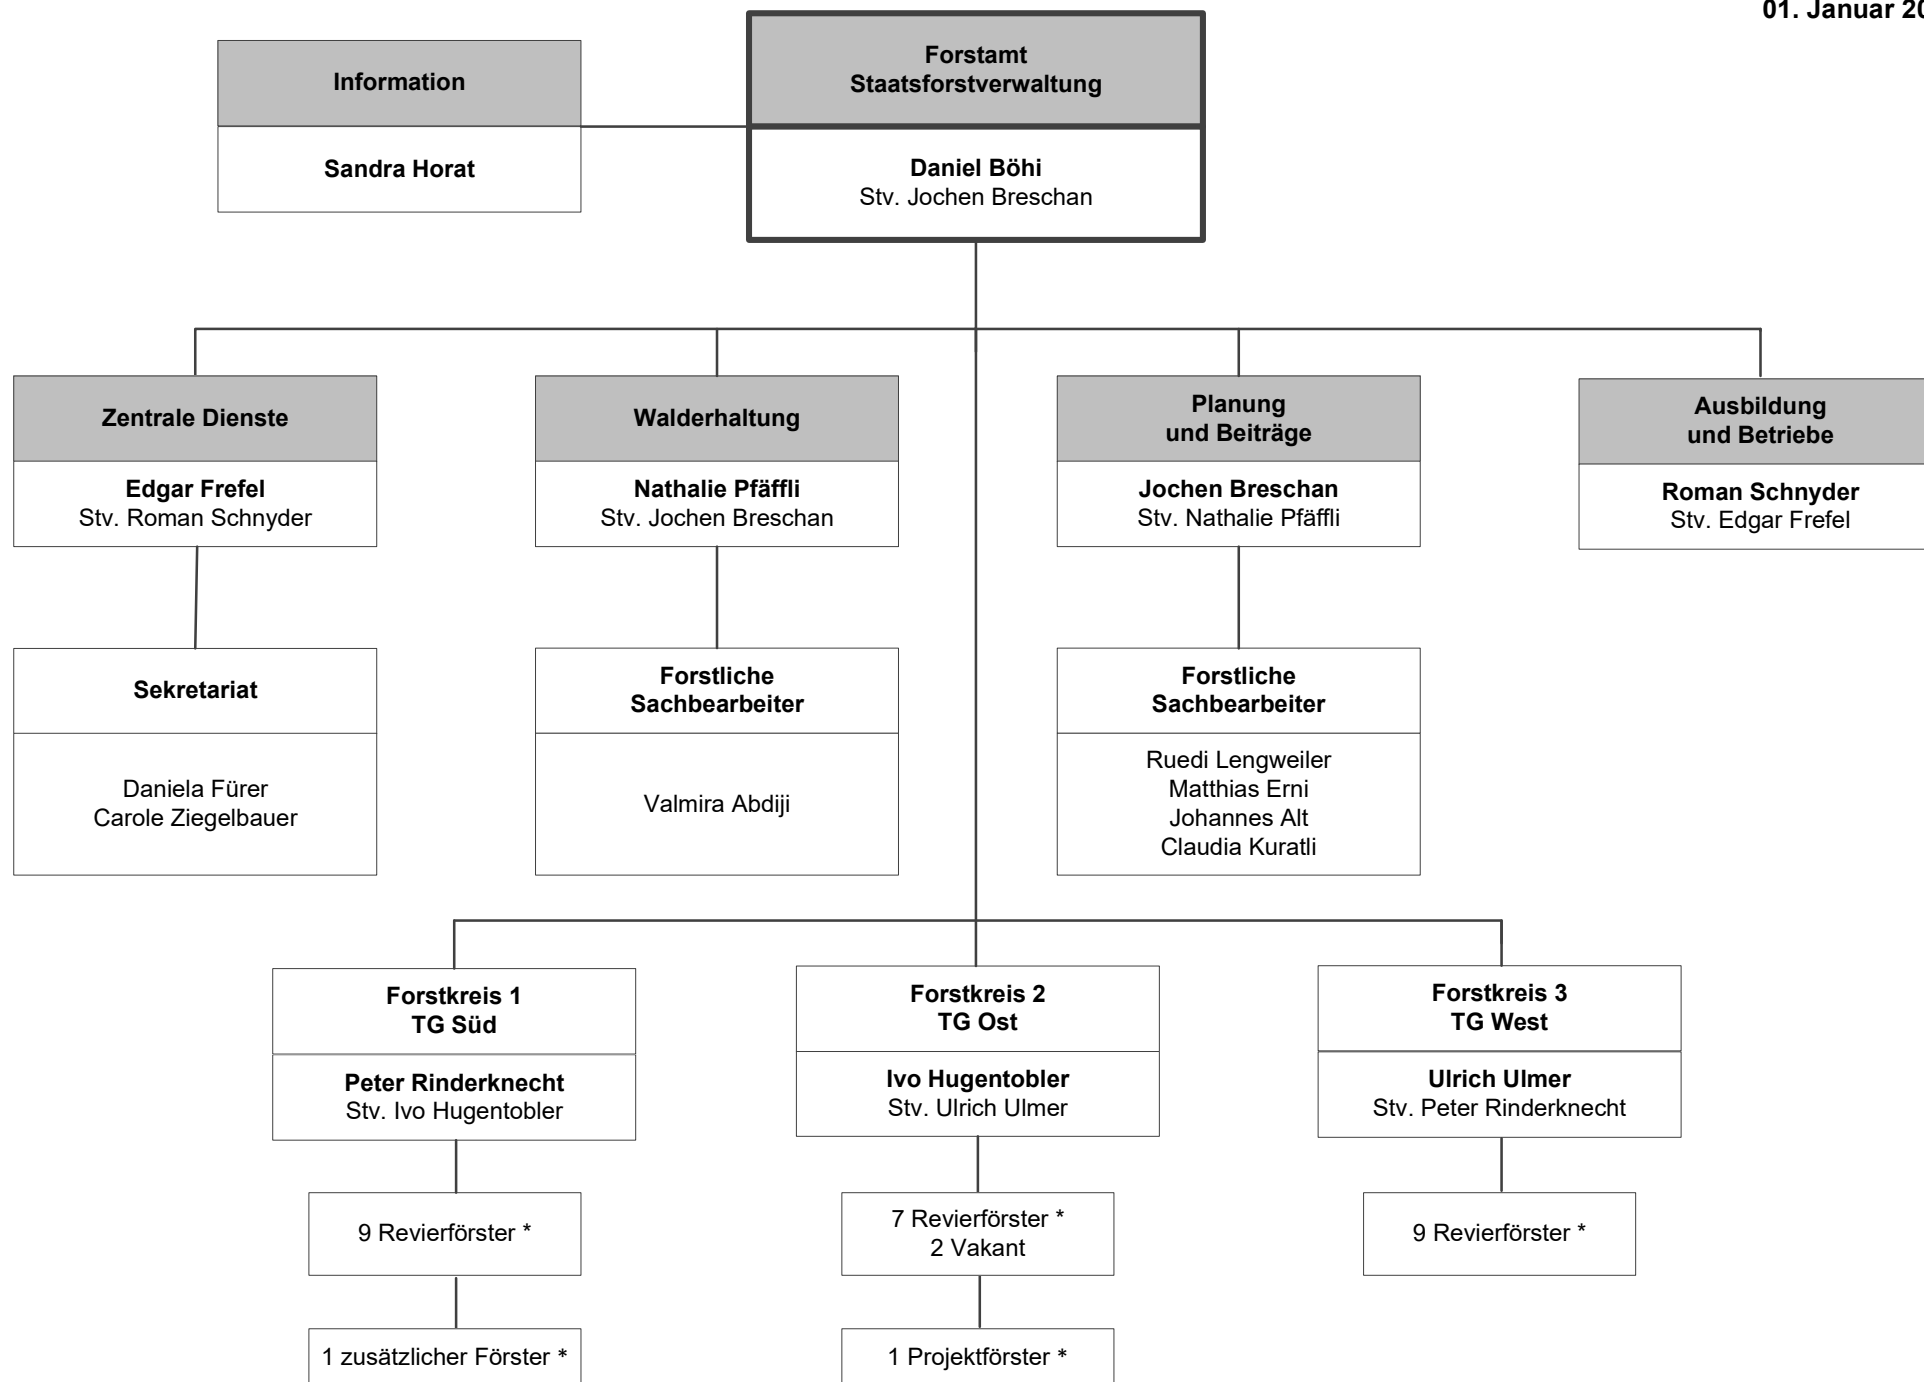 01. Januar 20
Information
Sandra Horat
Forstamt
Staatsforstverwaltung
Daniel Böhi
Stv. Jochen Breschan
Zentrale Dienste
Edgar Frefel
Stv. Roman Schnyder
Walderhaltung
Nathalie Pfäffli
Stv. Jochen Breschan
Planung
und Beiträge
Jochen Breschan
Stv. Nathalie Pfäffli
Ausbildung
und Betriebe
Roman Schnyder
Stv. Edgar Frefel
Sekretariat
Daniela Fürer
Carole Ziegelbauer
Forstliche
Sachbearbeiter
Valmira Abdiji
Forstliche
Sachbearbeiter
Ruedi Lengweiler
Matthias Erni
Johannes Alt
Claudia Kuratli
Forstkreis 1
TG Süd
Peter Rinderknecht
Stv. Ivo Hugentobler
9 Revierförster *
1 zusätzlicher Förster *
Forstkreis 2
TG Ost
Ivo Hugentobler
Stv. Ulrich Ulmer
7 Revierförster *
2 Vakant
1 Projektförster *
Forstkreis 3
TG West
Ulrich Ulmer
Stv. Peter Rinderknecht
9 Revierförster *